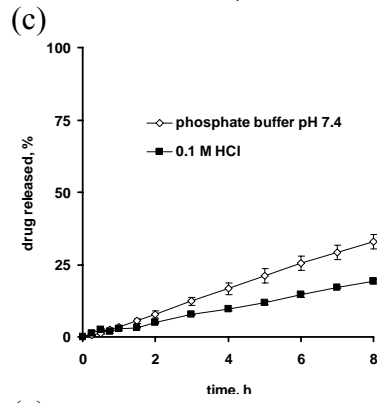 (c)
100
75
50
25
0
drug released, %
phosphate buffer pH 7.4
0.1 M HCl
0 2 4 6 8
time, h